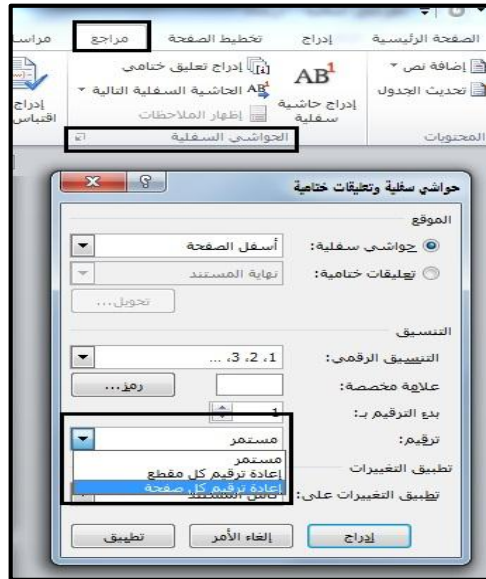 الصفحة الرئيسية إدراج تخطيط الصفحة مراجع مراسا
إضافة نص
تحديث الجدول
المحتويات
AB1
إدراج حاشية سفلية
إدراج تعليق ختامي
الحاشية السفلية التالية
إظهار الملاحظات
الحواشي السفلية
إدراج
اقتباس
حواشي سفلية وتعليقات ختامية
الموقع
حواشي سفلية: أسفل الصفحة
تعليقات ختامية: نهاية المستند
تحويل...
التنسيق
التنسيق الرقمي: 1، 2، 3، ...
علامة مخصصة: رمز...
بدء الترقيم بـ: 1
ترقيم: مستمر
مستمر
إعادة ترقيم كل مقطع
إعادة ترقيم كل صفحة
تطبيق التغييرات
تطبيق التغييرات على: كامل المستند
إدراج إلغاء الأمر تطبيق